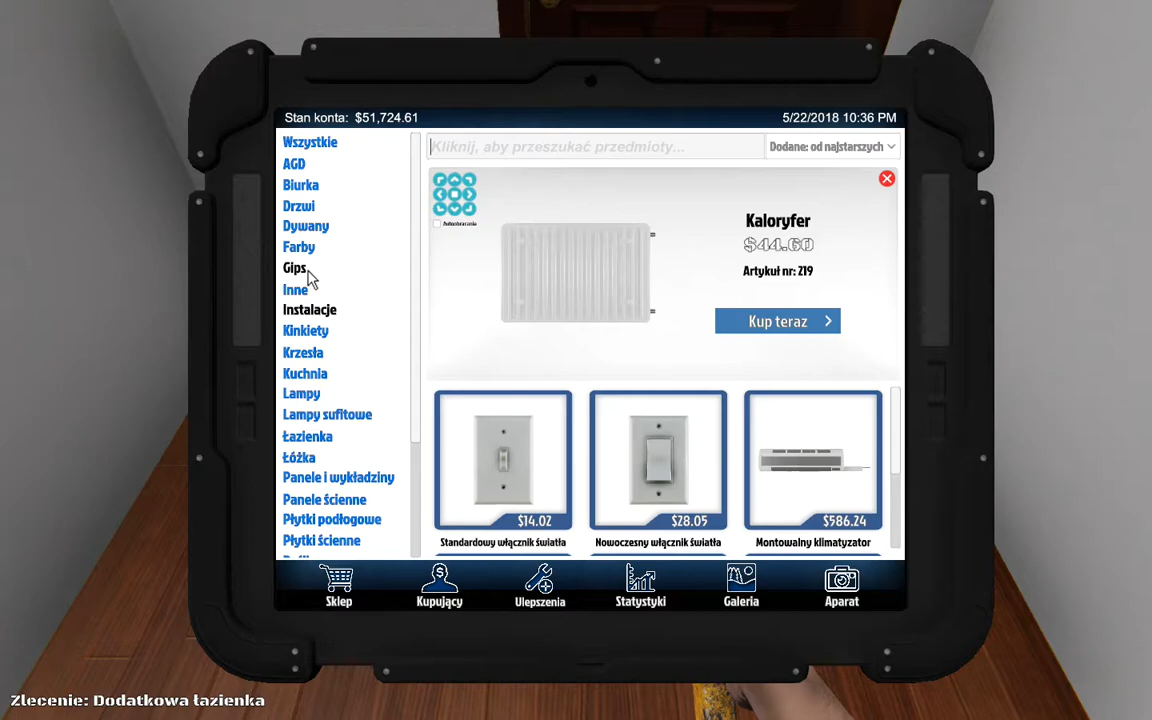 Stan konta: $51,724.61
5/22/2018 10:36 PM
Wszystkie
AGD
Biurka
Drzwi
Dywany
Farby
Gips
Inne
Instalacje
Kinkiety
Krzesła
Kuchnia
Lampy
Lampy sufitowe
Łazienka
Łóżka
Panele i wykładziny
Panele ścienne
Płytki podłogowe
Płytki ścienne
Kliknij, aby przeszukać przedmioty...
Dodane: od najstarszych
Kaloryfer
$44.60
Artykuł nr: 219
Kup teraz
$14.02
Standardowy włącznik światła
$28.05
Nowoczesny włącznik światła
$586.24
Montowalny klimatyzator
Sklep
Kupujący
Ulepszenia
Statystyki
Galeria
Aparat
Zlecenie: Dodatkowa łazienka